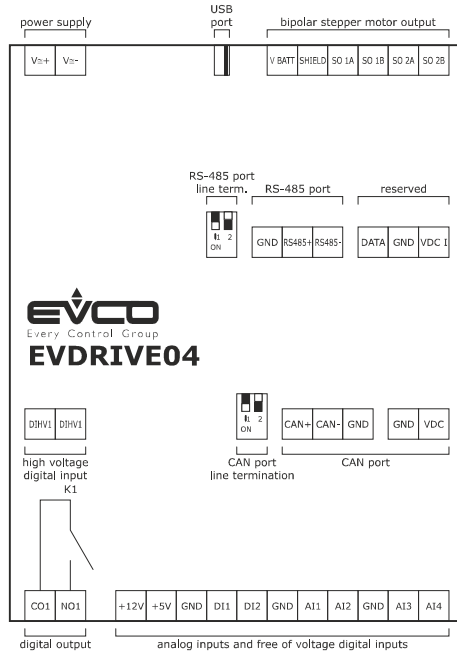 USB
power supply port bipolar stepper motor output
V≅+ V≅- V BATT SHIELD SO 1A SO 1B SO 2A SO 2B
RS-485 port
line term. RS-485 port reserved
1 2
ON
GND RS485+ RS485- DATA GND VDC I
EVCO
Every Control Group
EVDRIVE04
DIHV1 DIHV1 1 2 CAN+ CAN- GND GND VDC
ON
high voltage CAN port CAN port
digital input line termination
K1
CO1 NO1 +12V +5V GND DI1 DI2 GND AI1 AI2 GND AI3 AI4
digital output analog inputs and free of voltage digital inputs